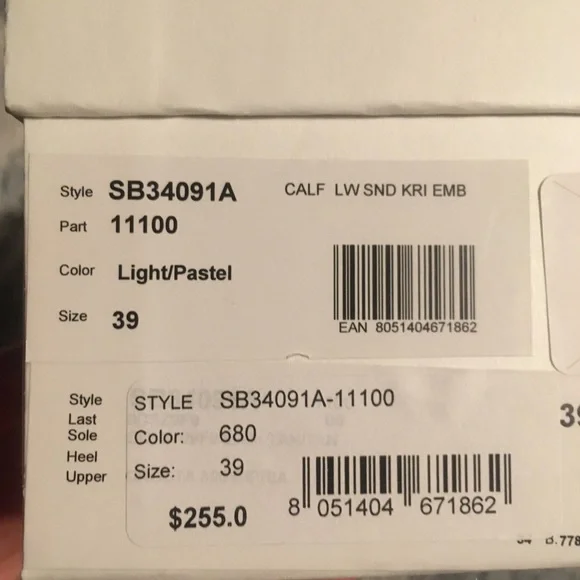 Style SB34091A CALF LW SND KRI EMB
Part 11100
Color Light/Pastel
Size 39
EAN 8051404671862
Style STYLE SB34091A-11100
Last
Sole Color: 680
Heel Size: 39
Upper
$255.0
8 051404 671862
39
B.778